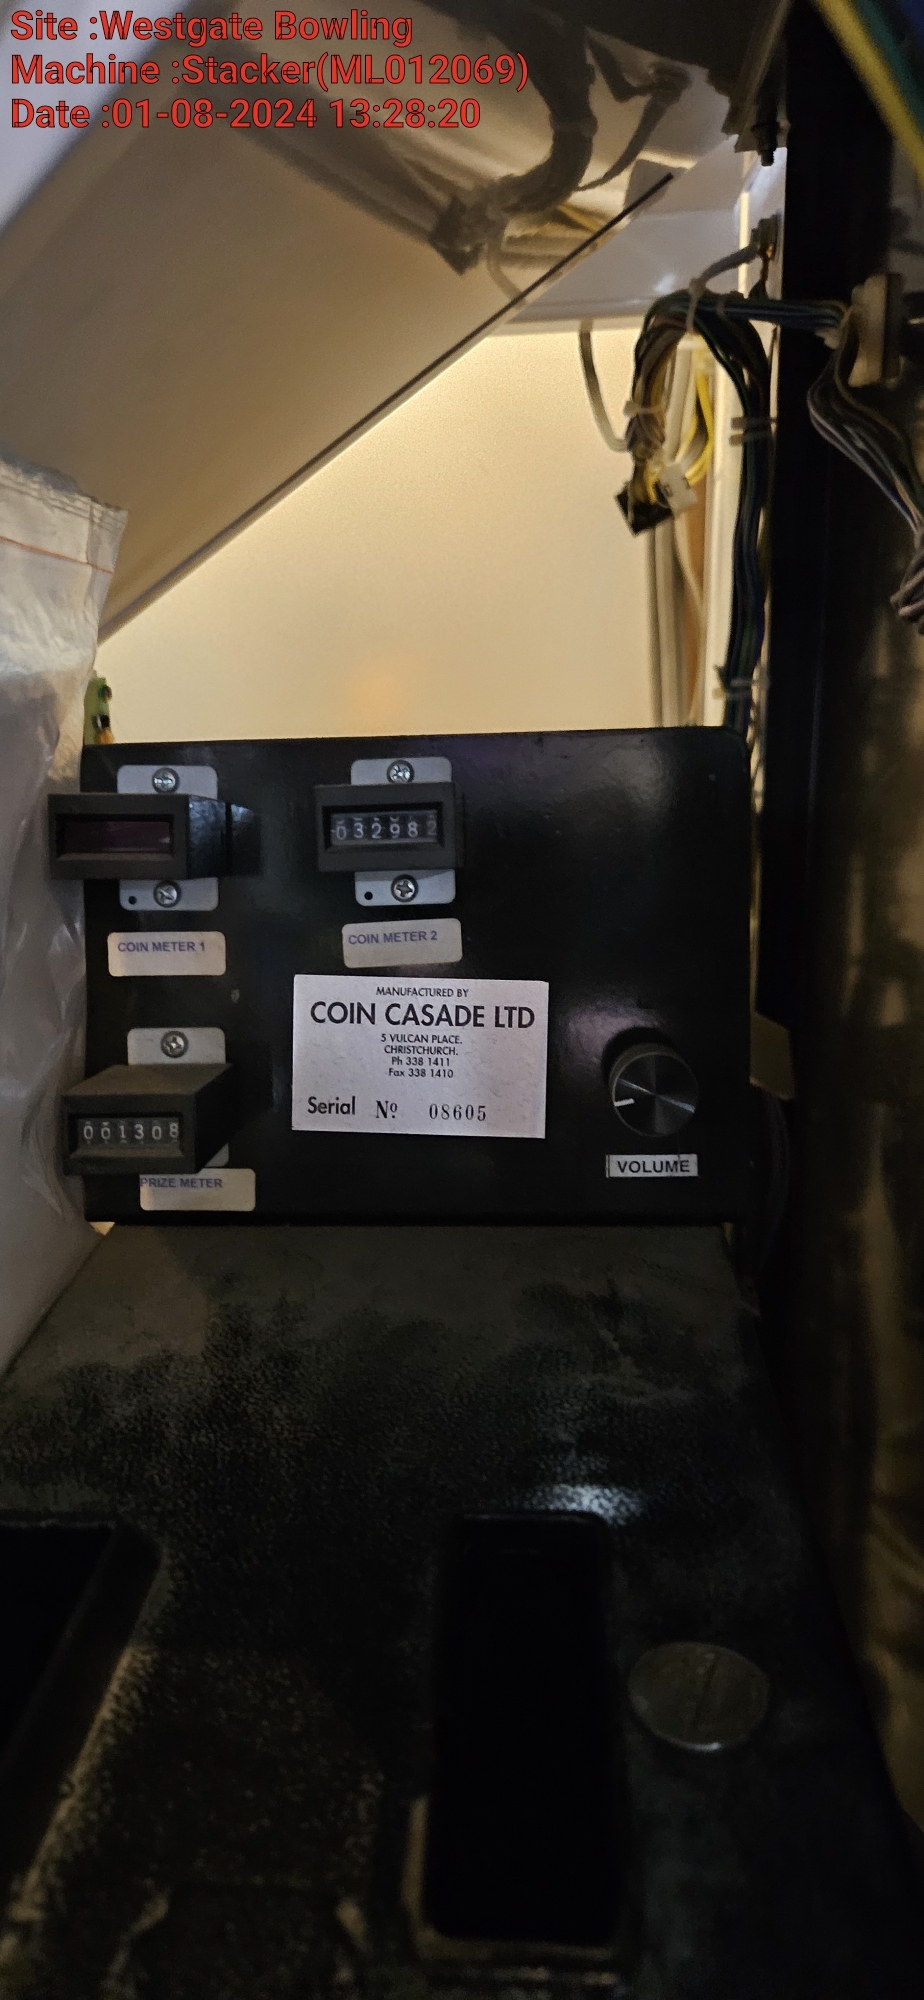 Site :Westgate Bowling
Machine :Stacker(ML012069)
Date :01-08-2024 13:28:20
032982
COIN METER 1
COIN METER 2
MANUFACTURED BY
COIN CASADE LTD
5 VULCAN PLACE.
CHRISTCHURCH.
Ph 338 1411
Fax 338 1410
Serial Nº 08605
001308
PRIZE METER
VOLUME